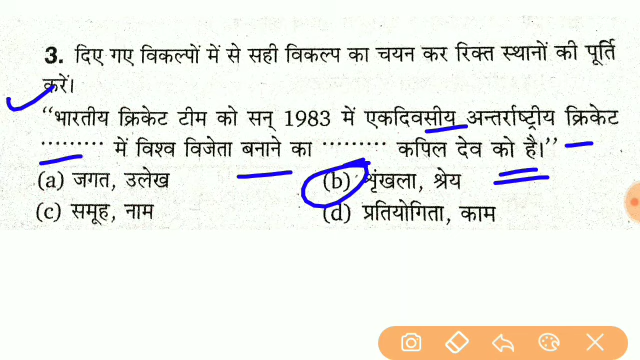 3. दिए गए विकल्पों में से सही विकल्प का चयन कर रिक्त स्थानों की पूर्ति
करें।
‘‘भारतीय क्रिकेट टीम को सन् 1983 में एकदिवसीय अन्तर्राष्ट्रीय क्रिकेट
......... में विश्व विजेता बनाने का ......... कपिल देव को है।’’
(a) जगत, उलेख (b) शृंखला, श्रेय
(c) समूह, नाम (d) प्रतियोगिता, काम